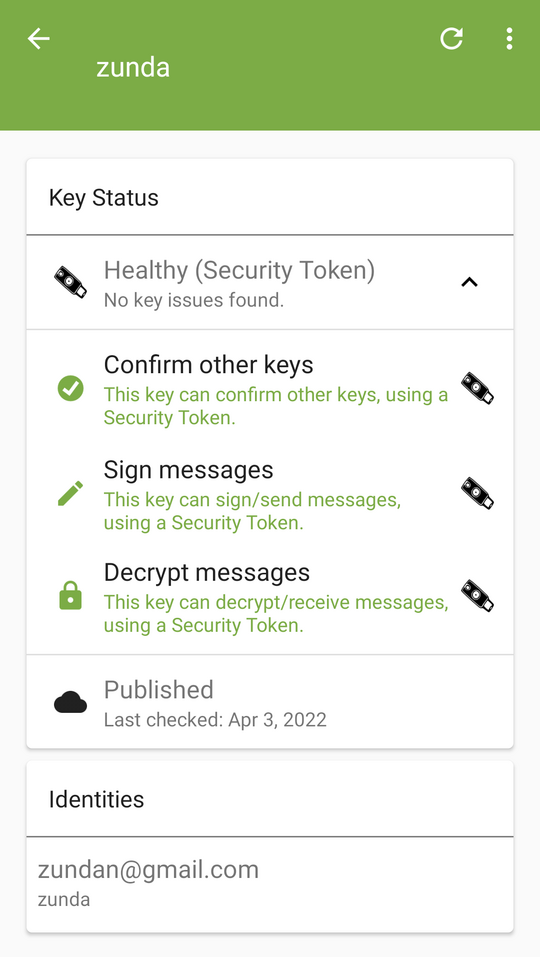 zunda
Key Status
Healthy (Security Token)
No key issues found.
Confirm other keys
This key can confirm other keys, using a
Security Token.
Sign messages
This key can sign/send messages,
using a Security Token.
Decrypt messages
This key can decrypt/receive messages,
using a Security Token.
Published
Last checked: Apr 3, 2022
Identities
zundan@gmail.com
zunda